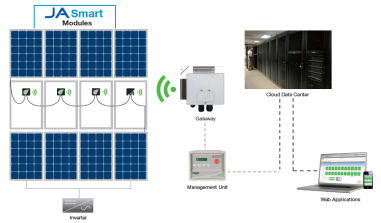 JA Smart
Modules
Cloud Data Center
Gateway
Management Unit
Web Applications
Inverter